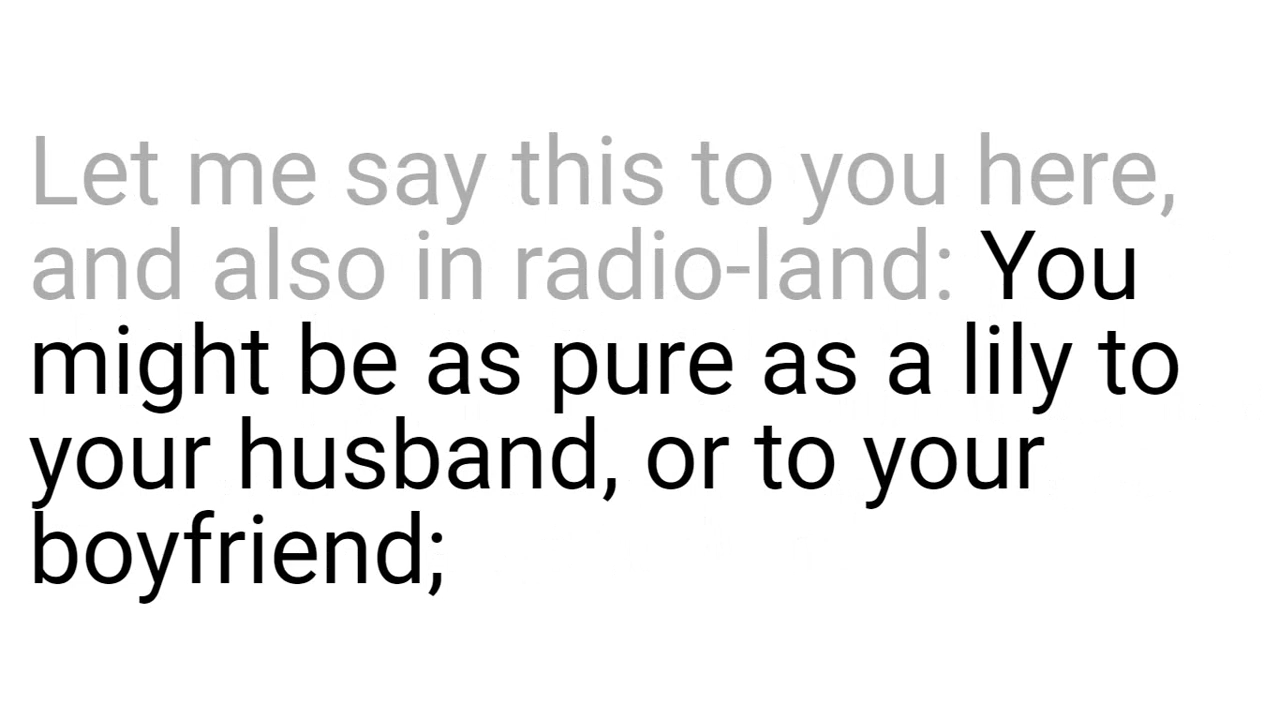 Let me say this to you here,
and also in radio-land: You
might be as pure as a lily to
your husband, or to your
boyfriend;